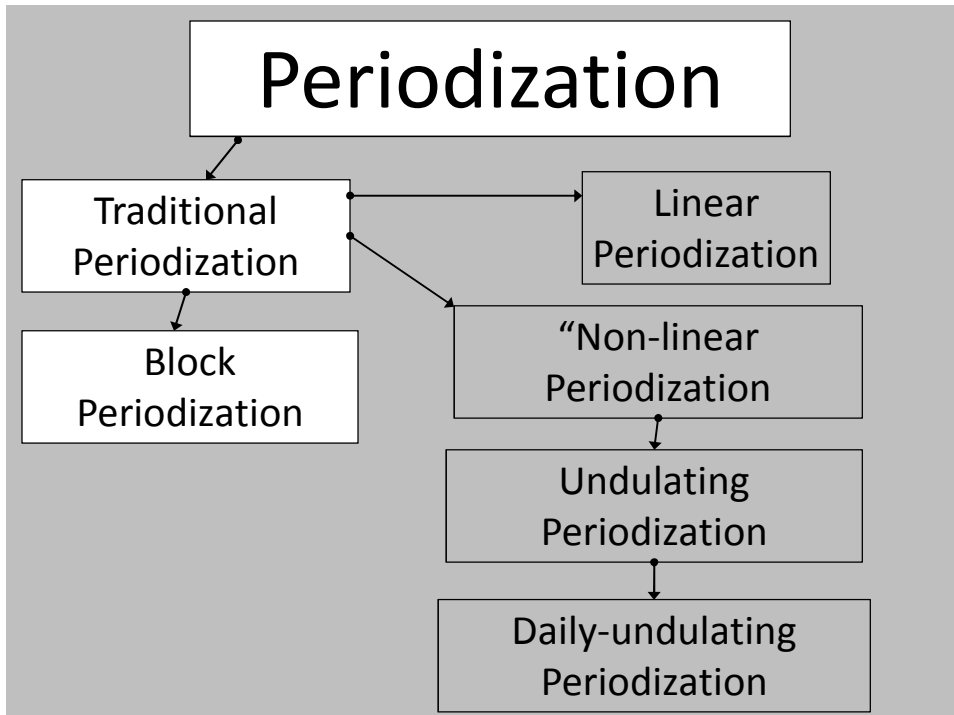 Periodization
Traditional
Periodization
Linear
Periodization
“Non-linear
Periodization
Block
Periodization
Undulating
Periodization
Daily-undulating
Periodization